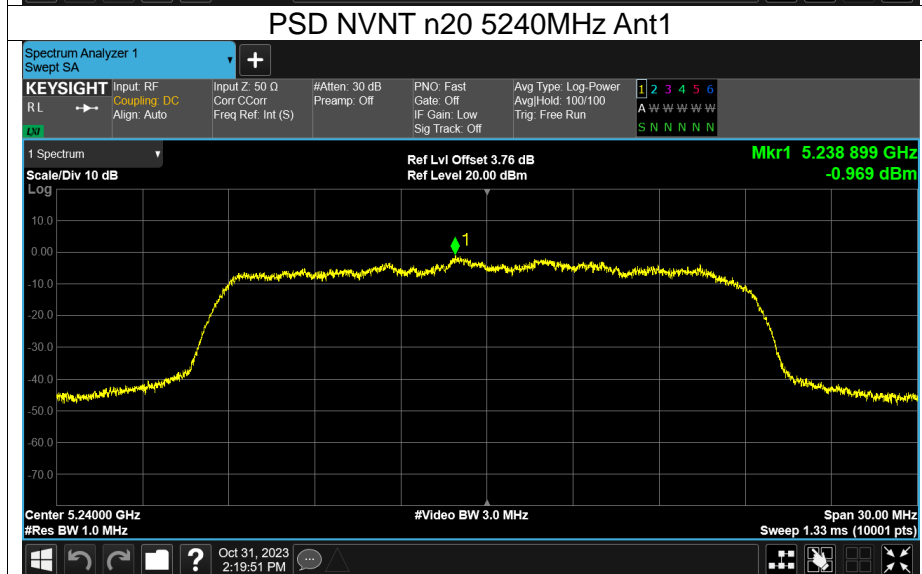 PSD NVNT n20 5240MHz Ant1
Spectrum Analyzer 1
Swept SA
+
KEYSIGHT
RL
LXI
Input: RF
Coupling: DC
Align: Auto
Input Z: 50 Ω
Corr CCorr
Freq Ref: Int (S)
#Atten: 30 dB
Preamp: Off
PNO: Fast
Gate: Off
IF Gain: Low
Sig Track: Off
Avg Type: Log-Power
Avg|Hold: 100/100
Trig: Free Run
1 2 3 4 5 6
A W W W W W
S N N N N N
1 Spectrum
Scale/Div 10 dB
Log
Ref Lvl Offset 3.76 dB
Ref Level 20.00 dBm
Mkr1 5.238 899 GHz
-0.969 dBm
10.0
0.00
-10.0
-20.0
-30.0
-40.0
-50.0
-60.0
-70.0
1
Center 5.24000 GHz
#Res BW 1.0 MHz
#Video BW 3.0 MHz
Span 30.00 MHz
Sweep 1.33 ms (10001 pts)
?
Oct 31, 2023
2:19:51 PM